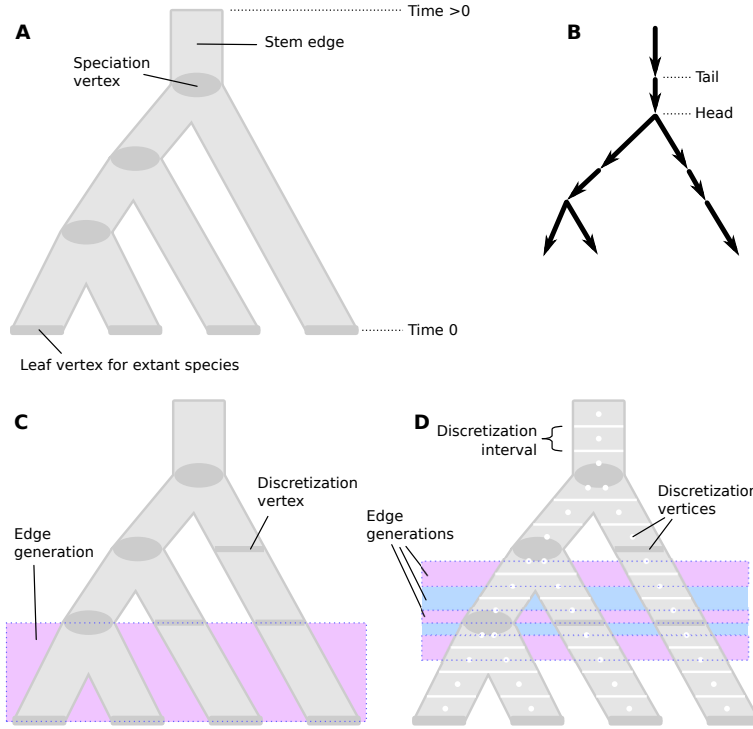 A
Time >0
Stem edge
Speciation
vertex
Time 0
Leaf vertex for extant species
B
Tail
Head
C
Discretization
vertex
Edge
generation
D
Discretization
interval
Discretization
vertices
Edge
generations